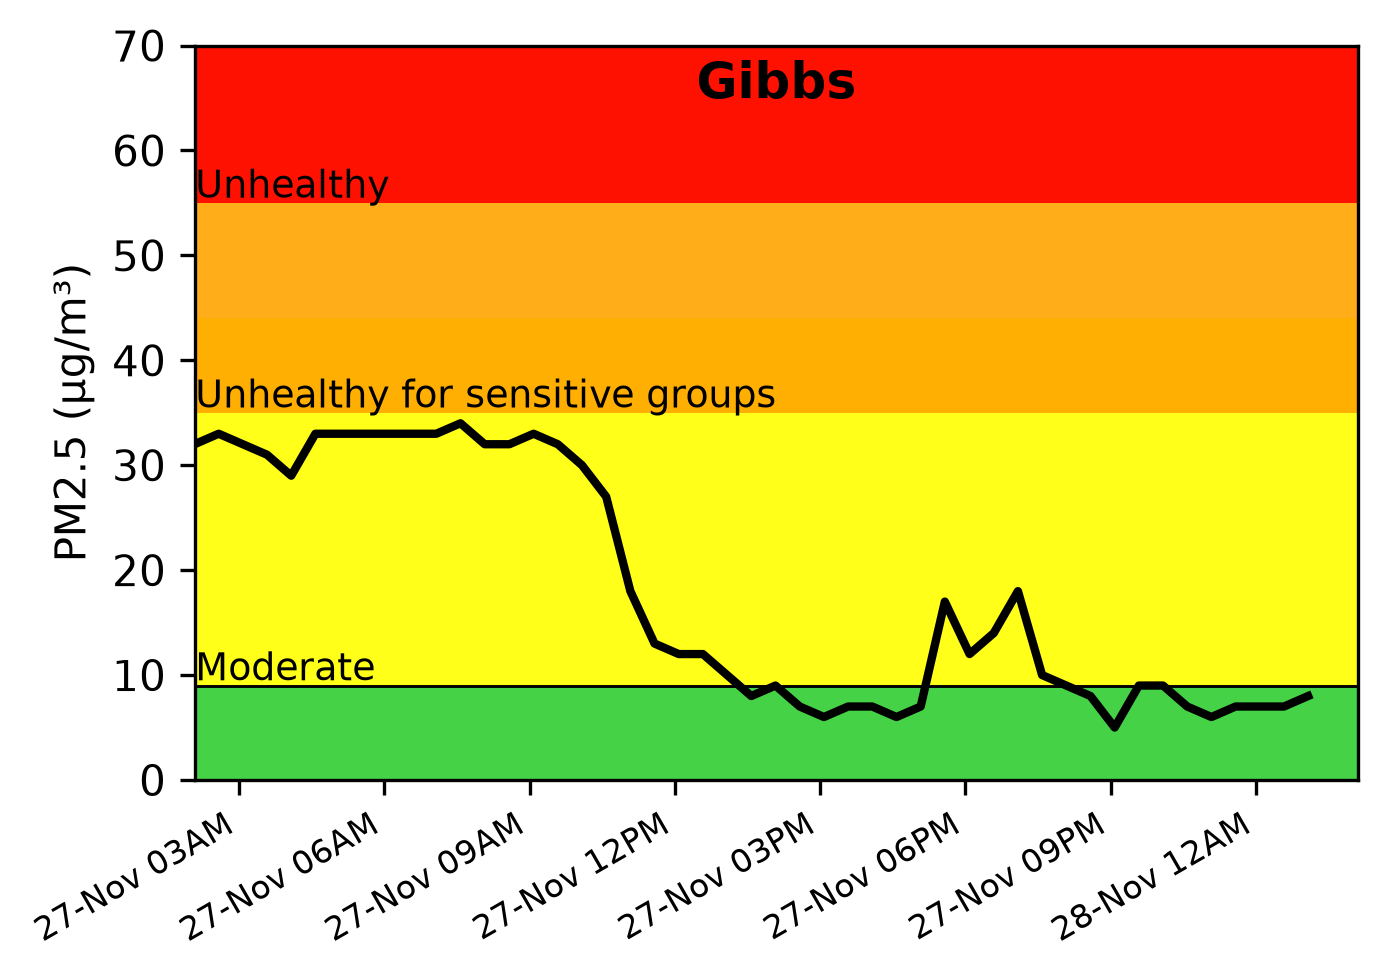 Gibbs
70
60
50
40
30
20
10
0
PM2.5 (µg/m³)
Unhealthy
Unhealthy for sensitive groups
Moderate
27-Nov 03AM
27-Nov 06AM
27-Nov 09AM
27-Nov 12PM
27-Nov 03PM
27-Nov 06PM
27-Nov 09PM
28-Nov 12AM